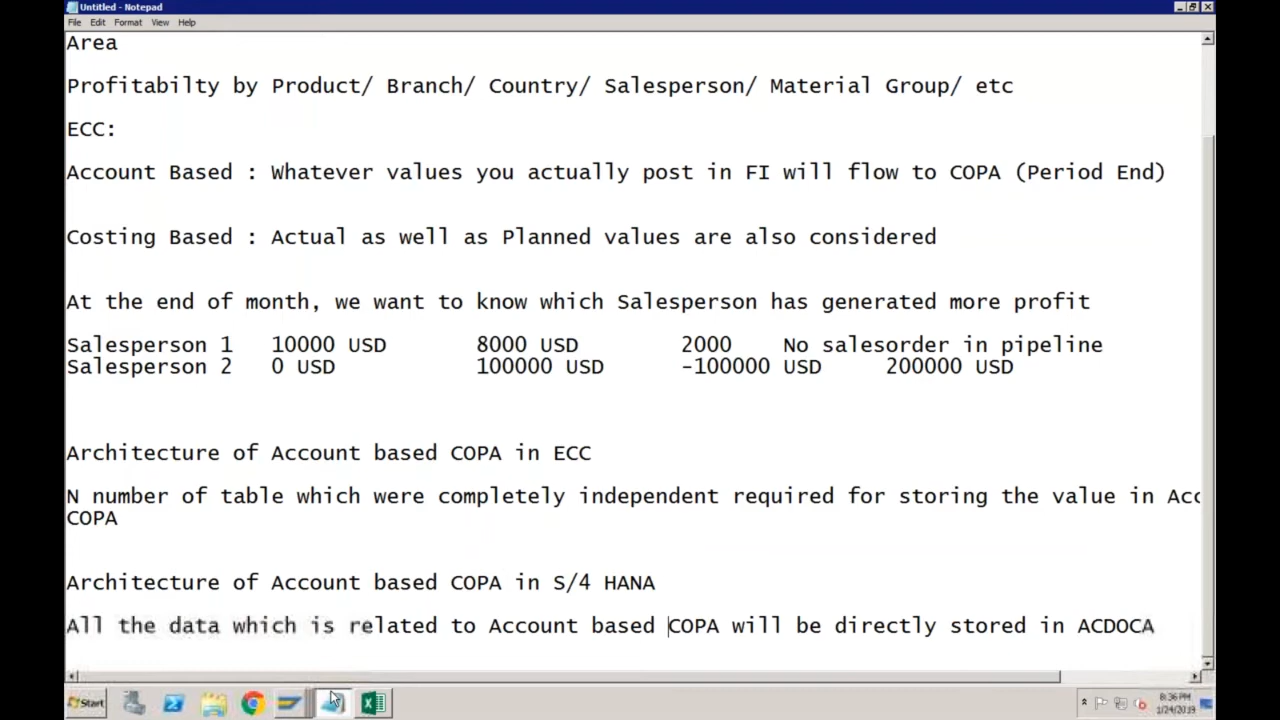 Untitled - Notepad
File Edit Format View Help
Area
Profitabilty by Product/ Branch/ Country/ Salesperson/ Material Group/ etc
ECC:
Account Based : Whatever values you actually post in FI will flow to COPA (Period End)
Costing Based : Actual as well as Planned values are also considered
At the end of month, we want to know which Salesperson has generated more profit
Salesperson 1 10000 USD 8000 USD 2000 No salesorder in pipeline
Salesperson 2 0 USD 100000 USD -100000 USD 200000 USD
Architecture of Account based COPA in ECC
N number of table which were completely independent required for storing the value in Acc
COPA
Architecture of Account based COPA in S/4 HANA
All the data which is related to Account based COPA will be directly stored in ACDOCA
Start
8:36 PM
1/24/2019